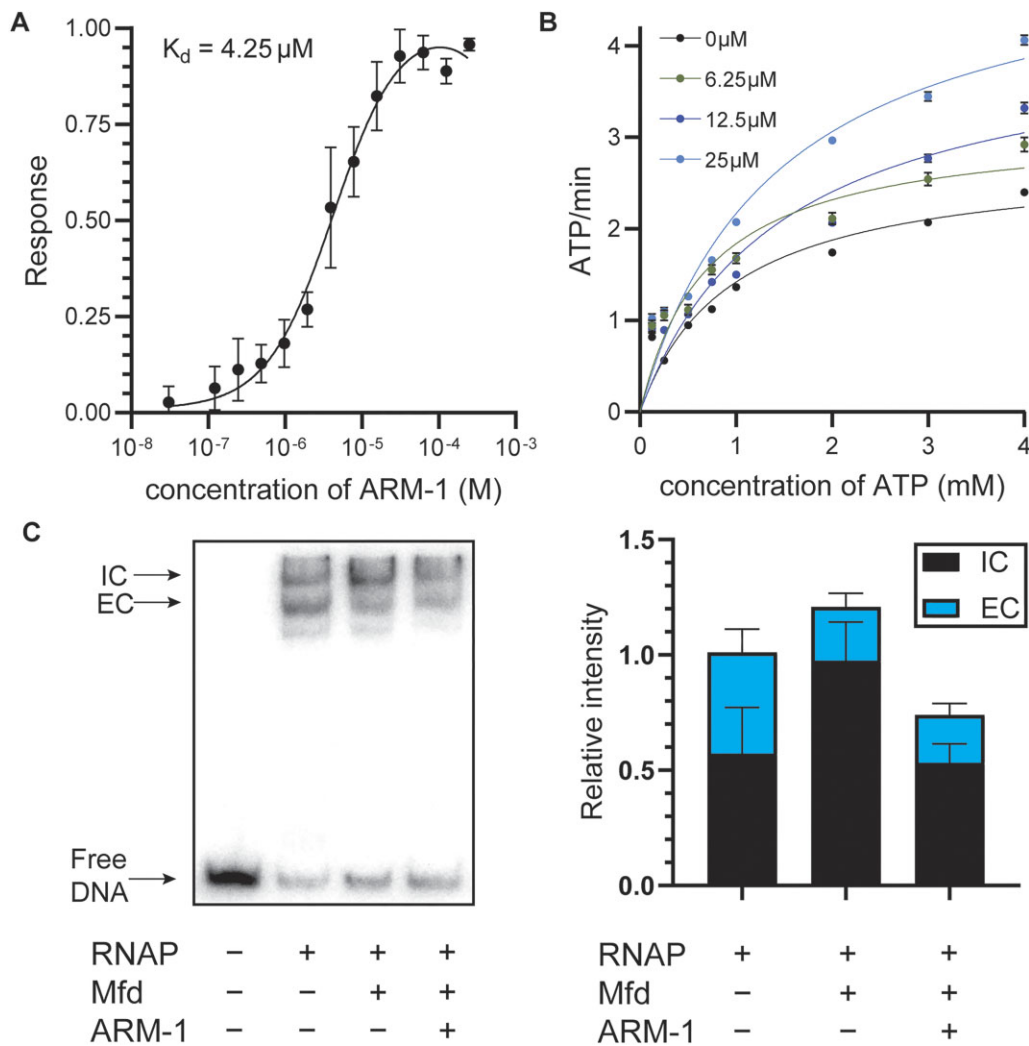 A
K_d = 4.25 µM
1.00
0.75
0.50
0.25
0.00
Response
10^-8
10^-7
10^-6
10^-5
10^-4
10^-3
concentration of ARM-1 (M)
B
0µM
6.25µM
12.5µM
25µM
4
3
2
1
0
ATP/min
0
1
2
3
4
concentration of ATP (mM)
C
IC
EC
Free
DNA
RNAP - + + +
Mfd - - + +
ARM-1 - - - +
1.5
1.0
0.5
0.0
Relative intensity
IC
EC
RNAP + + +
Mfd - + +
ARM-1 - - +